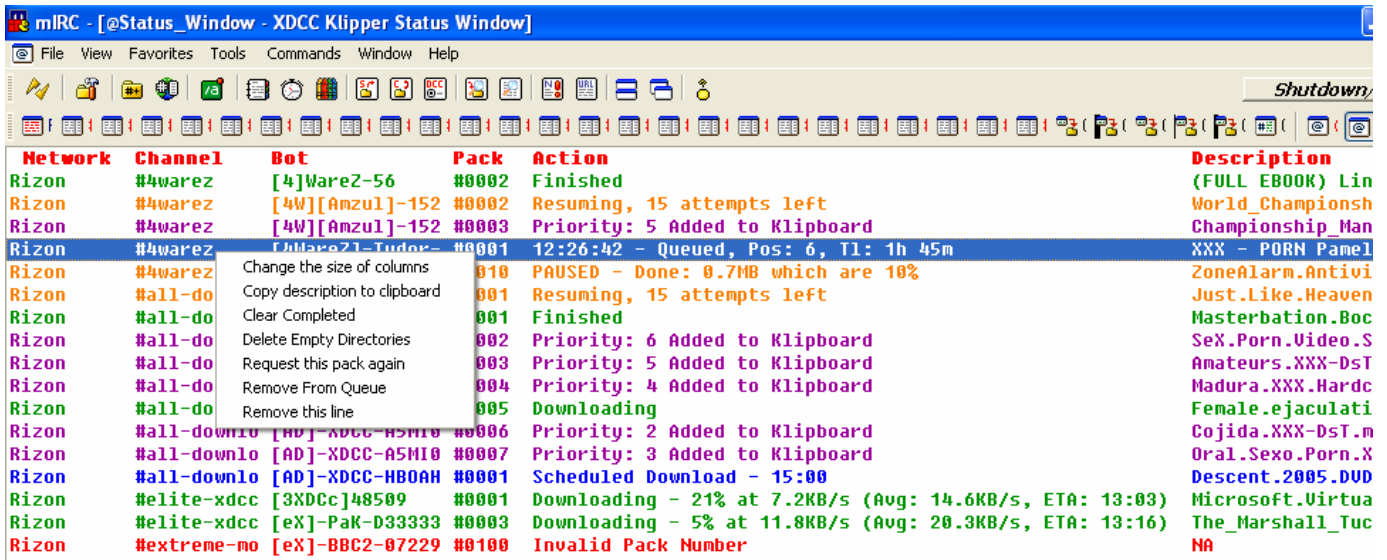 mIRC - [@Status_Window - XDCC Klipper Status Window]
File View Favorites Tools Commands Window Help
Shutdown/
Network Channel Bot Pack Action Description
Rizon #4warez [4]WareZ-56 #0002 Finished (FULL EBOOK) Lin
Rizon #4warez [4W][Amzul]-152 #0002 Resuming, 15 attempts left World_Championsh
Rizon #4warez [4W][Amzul]-152 #0003 Priority: 5 Added to Klipboard Championship_Man
Rizon #4warez [4WareZ]-Tudor- #0001 12:26:42 - Queued, Pos: 6, Tl: 1h 45m XXX - PORN Pamel
Rizon #4warez 010 PAUSED - Done: 0.7MB which are 10% ZoneAlarm.Antivi
Rizon #all-do 001 Resuming, 15 attempts left Just.Like.Heaven
Rizon #all-do 001 Finished Masterbation.Boc
Rizon #all-do 002 Priority: 6 Added to Klipboard SeX.Porn.Video.S
Rizon #all-do 003 Priority: 5 Added to Klipboard Amateurs.XXX-DsT
Rizon #all-do 004 Priority: 4 Added to Klipboard Madura.XXX.Hardc
Rizon #all-do 005 Downloading Female.ejaculati
Rizon #all-downlo [AD]-XDCC-A5MI0 #0006 Priority: 2 Added to Klipboard Cojida.XXX-DsT.m
Rizon #all-downlo [AD]-XDCC-A5MI0 #0007 Priority: 3 Added to Klipboard Oral.Sexo.Porn.X
Rizon #all-downlo [AD]-XDCC-HBOAH #0001 Scheduled Download - 15:00 Descent.2005.DVD
Rizon #elite-xdcc [3XDCc]48509 #0001 Downloading - 21% at 7.2KB/s (Avg: 14.6KB/s, ETA: 13:03) Microsoft.Virtua
Rizon #elite-xdcc [eX]-PaK-D33333 #0003 Downloading - 5% at 11.8KB/s (Avg: 20.3KB/s, ETA: 13:16) The_Marshall_Tuc
Rizon #extreme-mo [eX]-BBC2-07229 #0100 Invalid Pack Number NA
Change the size of columns
Copy description to clipboard
Clear Completed
Delete Empty Directories
Request this pack again
Remove From Queue
Remove this line